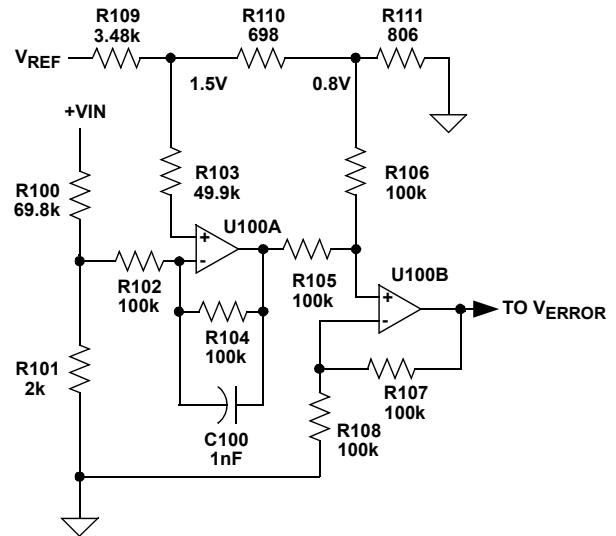 R109
3.48k
R110
698
R111
806
VREF
1.5V
0.8V
+VIN
R100
69.8k
R103
49.9k
R106
100k
U100A
+
-
R102
100k
R105
100k
U100B
+
-
TO VERROR
R104
100k
R101
2k
R107
100k
C100
1nF
R108
100k